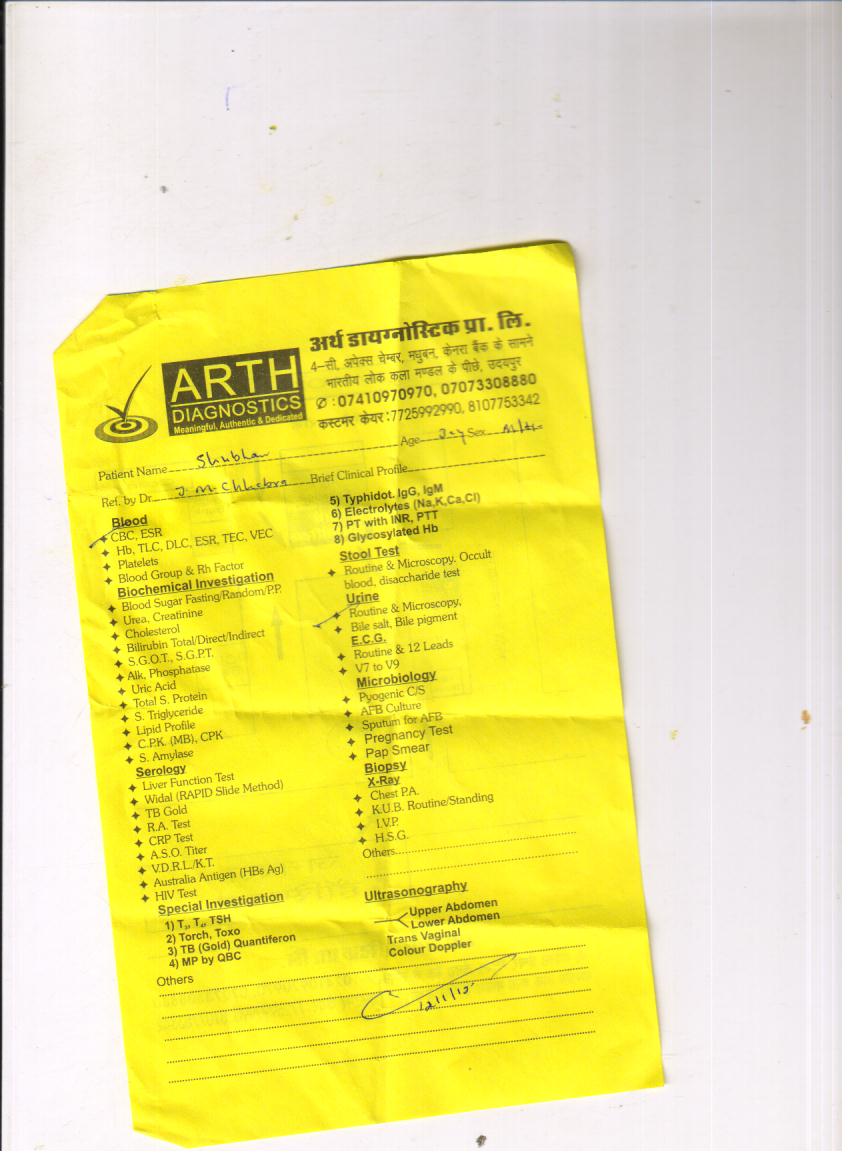 अर्थ डायग्नोस्टिक प्रा. लि.
ARTH
DIAGNOSTICS
Meaningful, Authentic & Dedicated
4–सी, अपेक्स चेम्बर, मधुबन, केनरा बैंक के सामने
भारतीय लोक कला मण्डल के पीछे, उदयपुर
✆ : 07410970970, 07073308880
कस्टमर केयर : 7725992990, 8107753342
Patient Name Shubham Age Sex
Ref. by Dr. J. M. Chhabra Brief Clinical Profile
Blood
CBC, ESR
Hb, TLC, DLC, ESR, TEC, VEC
Platelets
Blood Group & Rh Factor
Biochemical Investigation
Blood Sugar Fasting/Random/P.P.
Urea, Creatinine
Cholesterol
Bilirubin Total/Direct/Indirect
S.G.O.T., S.G.P.T.
Alk. Phosphatase
Uric Acid
Total S. Protein
S. Triglyceride
Lipid Profile
C.P.K. (MB), CPK
S. Amylase
Serology
Liver Function Test
Widal (RAPID Slide Method)
TB Gold
R.A. Test
CRP Test
A.S.O. Titer
V.D.R.L./K.T.
Australia Antigen (HBs Ag)
HIV Test
Special Investigation
1) T3, T4, TSH
2) Torch, Toxo
3) TB (Gold) Quantiferon
4) MP by QBC
5) Typhidot. IgG, IgM
6) Electrolytes (Na,K,Ca,Cl)
7) PT with INR, PTT
8) Glycosylated Hb
Stool Test
Routine & Microscopy. Occult
blood, disaccharide test
Urine
Routine & Microscopy,
Bile salt, Bile pigment
E.C.G.
Routine & 12 Leads
V7 to V9
Microbiology
Pyogenic C/S
AFB Culture
Sputum for AFB
Pregnancy Test
Pap Smear
Biopsy
X-Ray
Chest P.A.
K.U.B. Routine/Standing
I.V.P.
H.S.G.
Others
Ultrasonography
Upper Abdomen
Lower Abdomen
Trans Vaginal
Colour Doppler
Others